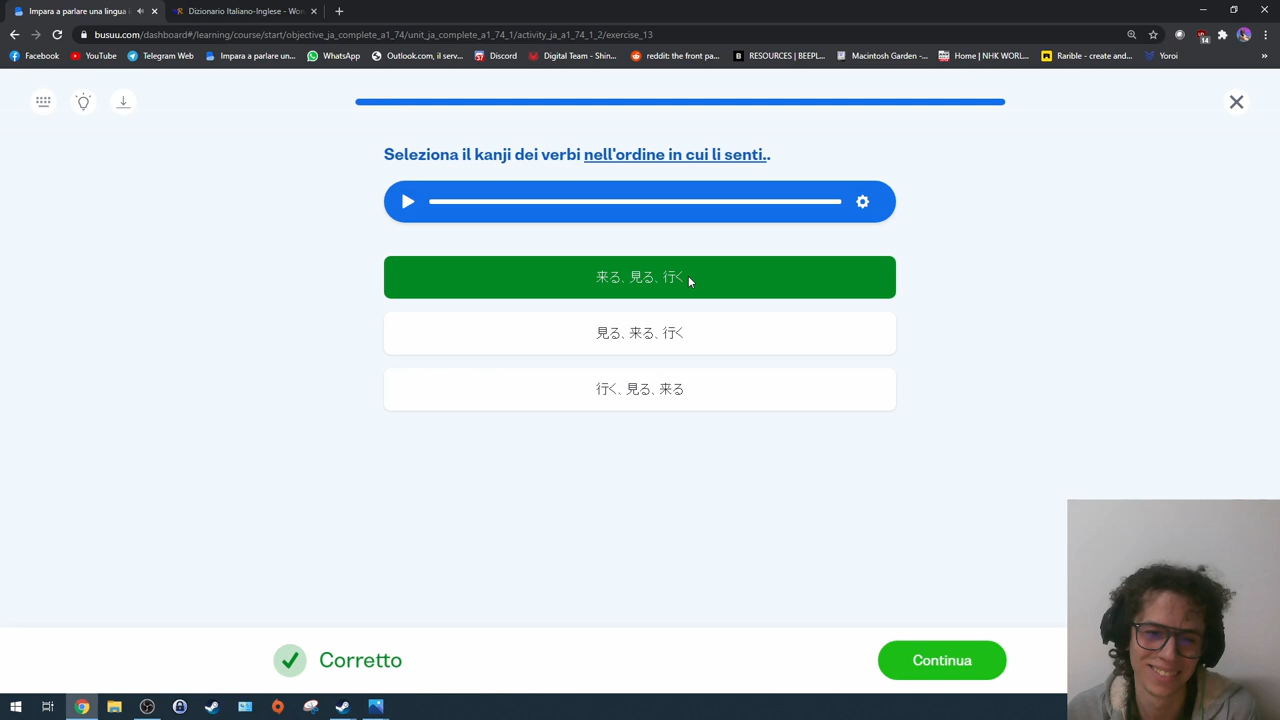 Impara a parlare una lingua
Dizionario Italiano-Inglese - Wor
busuu.com/dashboard#/learning/course/start/objective_ja_complete_a1_74/unit_ja_complete_a1_74_1/activity_ja_a1_74_1_2/exercise_13
14
Facebook
YouTube
Telegram Web
Impara a parlare un...
WhatsApp
Outlook.com, il serv...
Discord
Digital Team - Shin...
reddit: the front pa...
RESOURCES | BEEPL...
Macintosh Garden -...
Home | NHK WORL...
Rarible - create and...
Yoroi
»
Seleziona il kanji dei verbi nell'ordine in cui li senti..
来る、見る、行く
見る、来る、行く
行く、見る、来る
Corretto
Continua